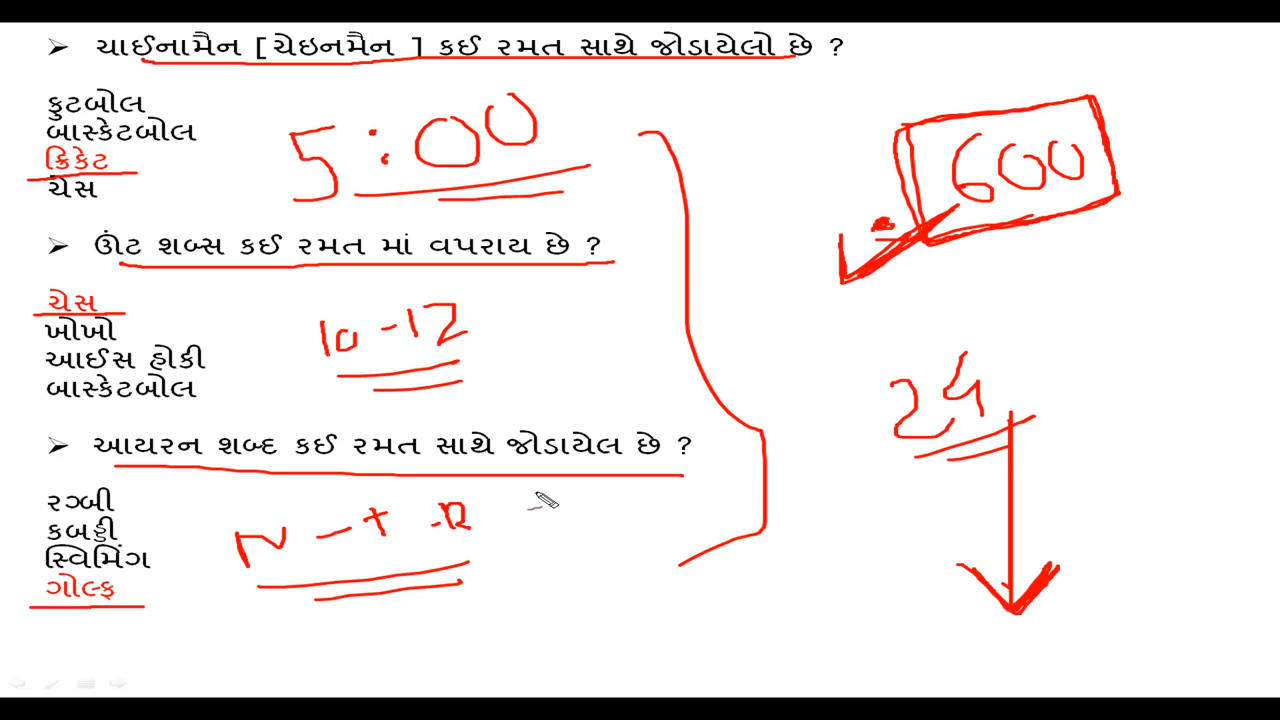 ➢ ચાઈનામૈન [ ચેઇનમૈન ] કઈ રમત સાથે જોડાયેલો છે ?
ફુટબોલ
બાસ્કેટબોલ
ક્રિકેટ
ચેસ
5:00
600
➢ ઊંટ શબ્સ કઈ રમત માં વપરાય છે ?
ચેસ
ખોખો
આઈસ હોકી
બાસ્કેટબોલ
10-12
24
➢ આયરન શબ્દ કઈ રમત સાથે જોડાયેલ છે ?
રગ્બી
કબડ્ડી
સ્વિમિંગ
ગોલ્ફ
N - +